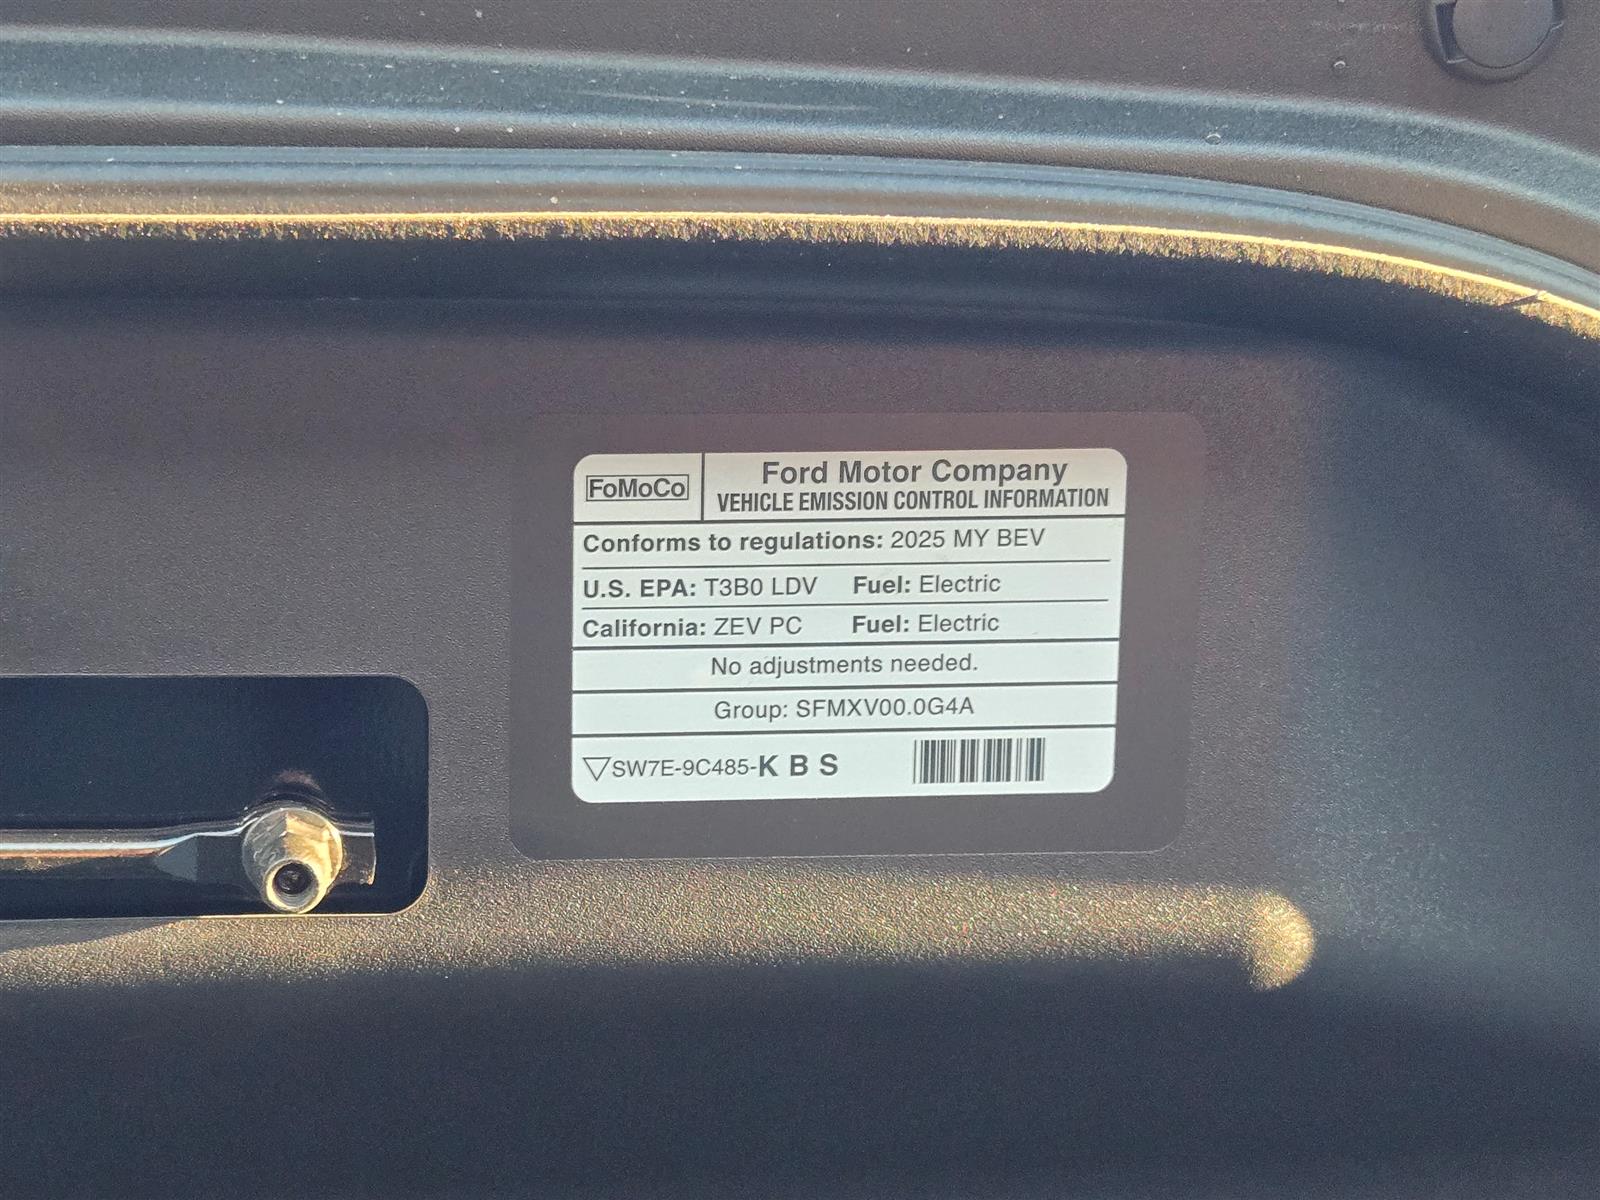 FoMoCo
Ford Motor Company
VEHICLE EMISSION CONTROL INFORMATION
Conforms to regulations: 2025 MY BEV
U.S. EPA: T3B0 LDV Fuel: Electric
California: ZEV PC Fuel: Electric
No adjustments needed.
Group: SFMXV00.0G4A
SW7E-9C485-K B S